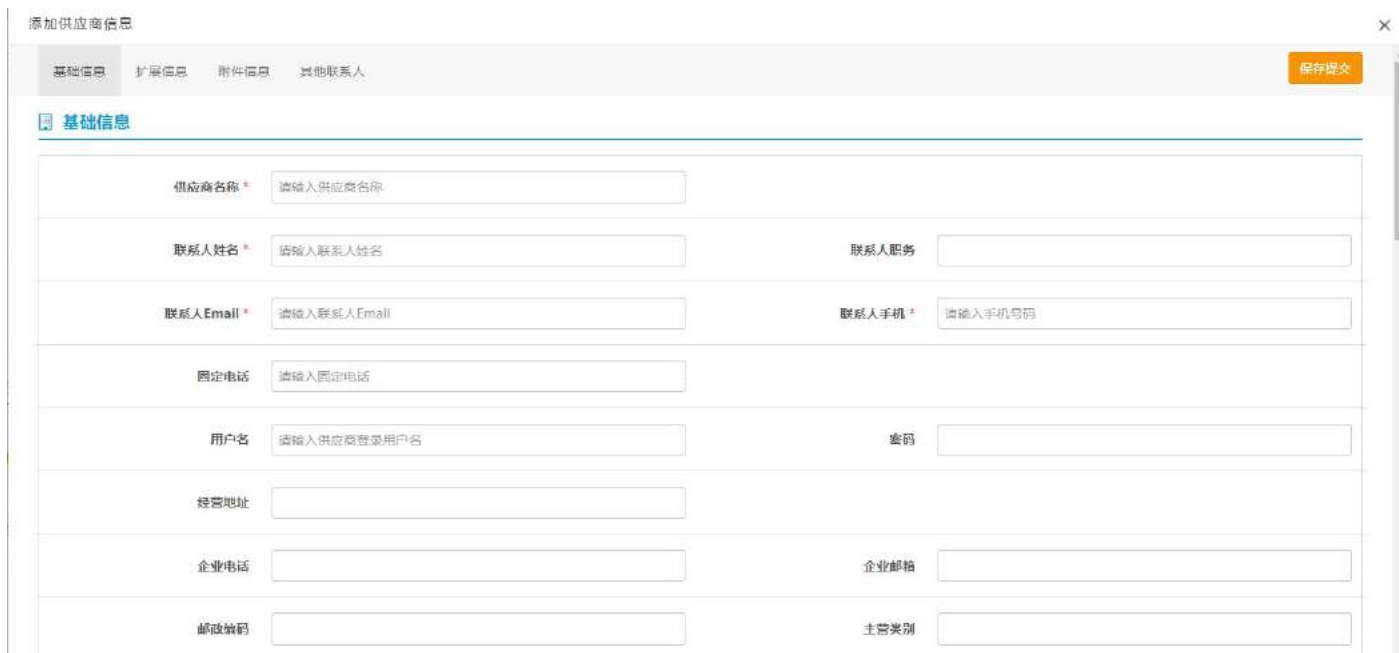 添加供应商信息
×
基础信息 扩展信息 附件信息 其他联系人 保存提交
基础信息
供应商名称 * 请输入供应商名称
联系人姓名 * 请输入联系人姓名 联系人职务
联系人Email * 请输入联系人Email 联系人手机 * 请输入手机号码
固定电话 请输入固定电话
用户名 请输入供应商登录用户名 密码
经营地址
企业电话 企业邮箱
邮政编码 主营类别